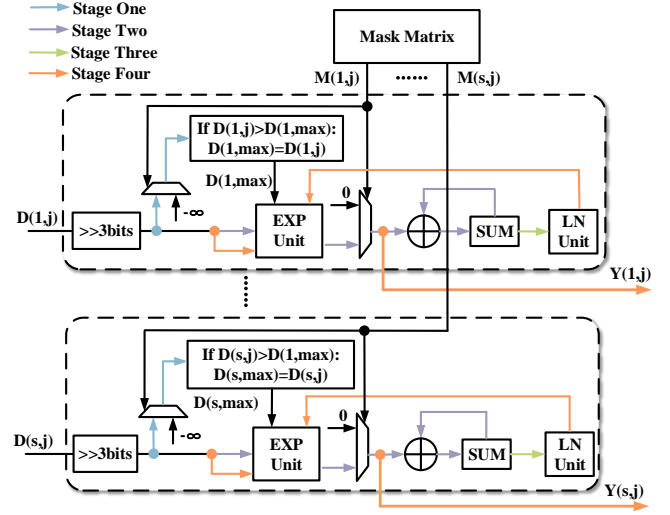 Stage One
Stage Two
Stage Three
Stage Four
Mask Matrix
M(1,j) ...... M(s,j)
If D(1,j)>D(1,max):
D(1,max)=D(1,j)
D(1,max)
0
D(1,j)
>>3bits
-∞
EXP
Unit
SUM
LN
Unit
Y(1,j)
......
If D(s,j)>D(1,max):
D(s,max)=D(s,j)
D(s,max)
0
D(s,j)
>>3bits
-∞
EXP
Unit
SUM
LN
Unit
Y(s,j)